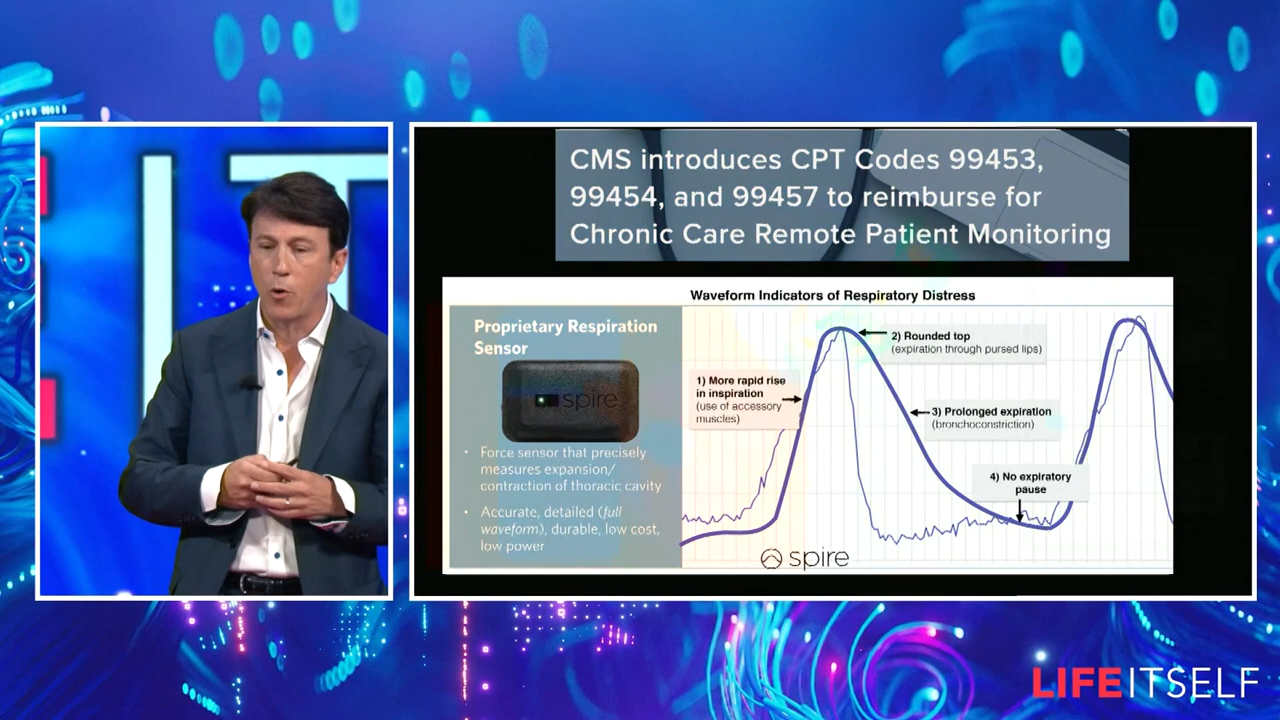 CMS introduces CPT Codes 99453,
99454, and 99457 to reimburse for
Chronic Care Remote Patient Monitoring
Waveform Indicators of Respiratory Distress
Proprietary Respiration
Sensor
spire
• Force sensor that precisely
measures expansion/
contraction of thoracic cavity
• Accurate, detailed (full
waveform), durable, low cost,
low power
1) More rapid rise
in inspiration
(use of accessory
muscles)
2) Rounded top
(expiration through pursed lips)
3) Prolonged expiration
(bronchoconstriction)
4) No expiratory
pause
spire
LIFEITSELF